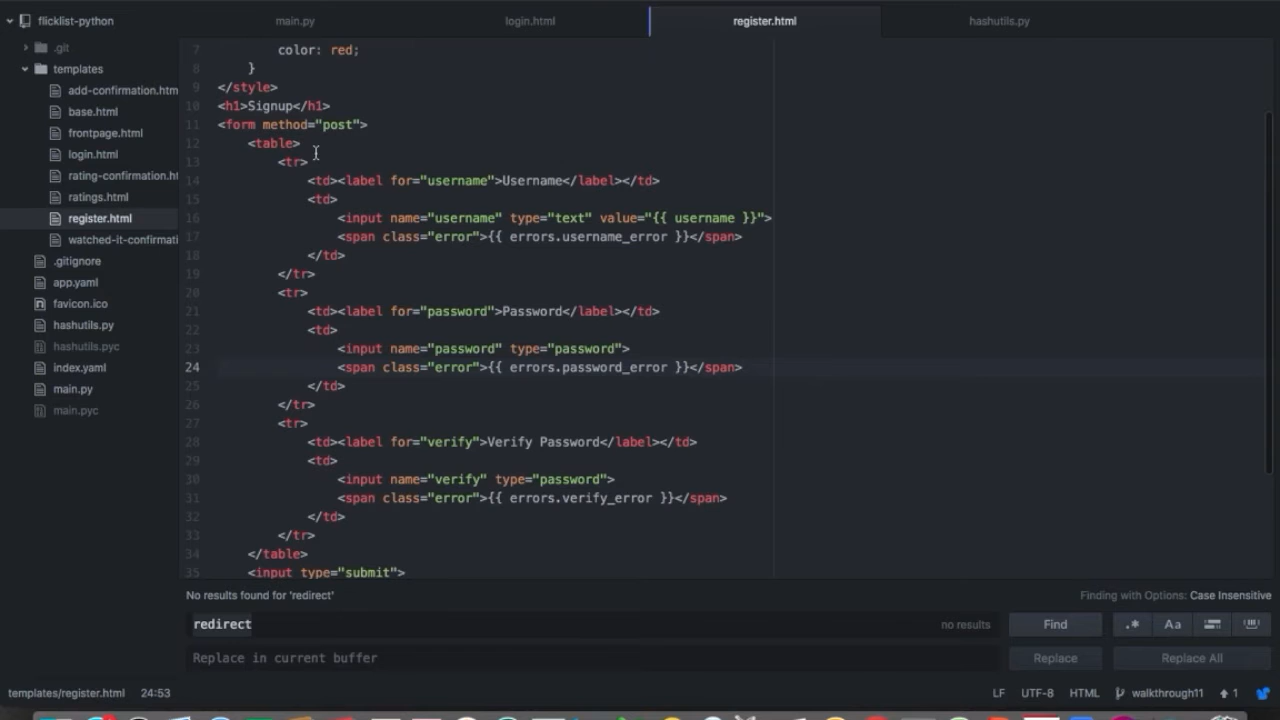 flicklist-python
main.py
login.html
register.html
hashutils.py
.git
templates
add-confirmation.htm
base.html
frontpage.html
login.html
rating-confirmation.ht
ratings.html
register.html
watched-it-confirmati
.gitignore
app.yaml
favicon.ico
hashutils.py
hashutils.pyc
index.yaml
main.py
main.pyc
7 color: red;
8 }
9 </style>
10 <h1>Signup</h1>
11 <form method="post">
12 <table>
13 <tr>
14 <td><label for="username">Username</label></td>
15 <td>
16 <input name="username" type="text" value="{{ username }}">
17 <span class="error">{{ errors.username_error }}</span>
18 </td>
19 </tr>
20 <tr>
21 <td><label for="password">Password</label></td>
22 <td>
23 <input name="password" type="password">
24 <span class="error">{{ errors.password_error }}</span>
25 </td>
26 </tr>
27 <tr>
28 <td><label for="verify">Verify Password</label></td>
29 <td>
30 <input name="verify" type="password">
31 <span class="error">{{ errors.verify_error }}</span>
32 </td>
33 </tr>
34 </table>
35 <input type="submit">
No results found for 'redirect'
Finding with Options: Case Insensitive
redirect
no results
Find
.*
Aa
Replace in current buffer
Replace
Replace All
templates/register.html 24:53
LF UTF-8 HTML walkthrough11 1